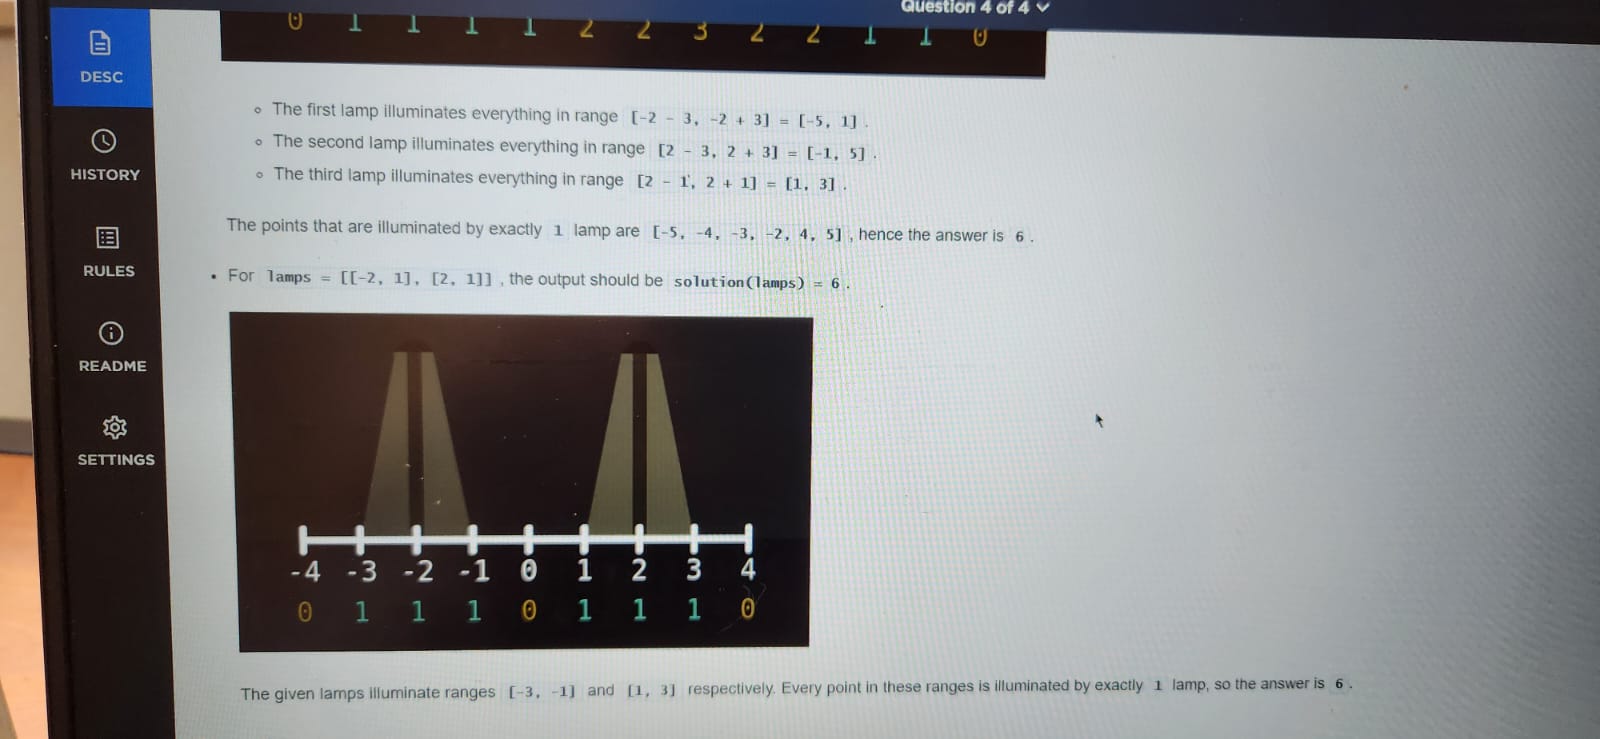 Question 4 of 4
0 1 1 1 1 2 2 3 2 2 1 1 0
DESC
HISTORY
RULES
README
SETTINGS
The first lamp illuminates everything in range [-2 - 3, -2 + 3] = [-5, 1] .
The second lamp illuminates everything in range [2 - 3, 2 + 3] = [-1, 5] .
The third lamp illuminates everything in range [2 - 1, 2 + 1] = [1, 3] .
The points that are illuminated by exactly 1 lamp are [-5, -4, -3, -2, 4, 5] , hence the answer is 6 .
• For lamps = [[-2, 1], [2, 1]] , the output should be solution(lamps) = 6 .
-4 -3 -2 -1 0 1 2 3 4
0 1 1 1 0 1 1 1 0
The given lamps illuminate ranges [-3, -1] and [1, 3] respectively. Every point in these ranges is illuminated by exactly 1 lamp, so the answer is 6 .